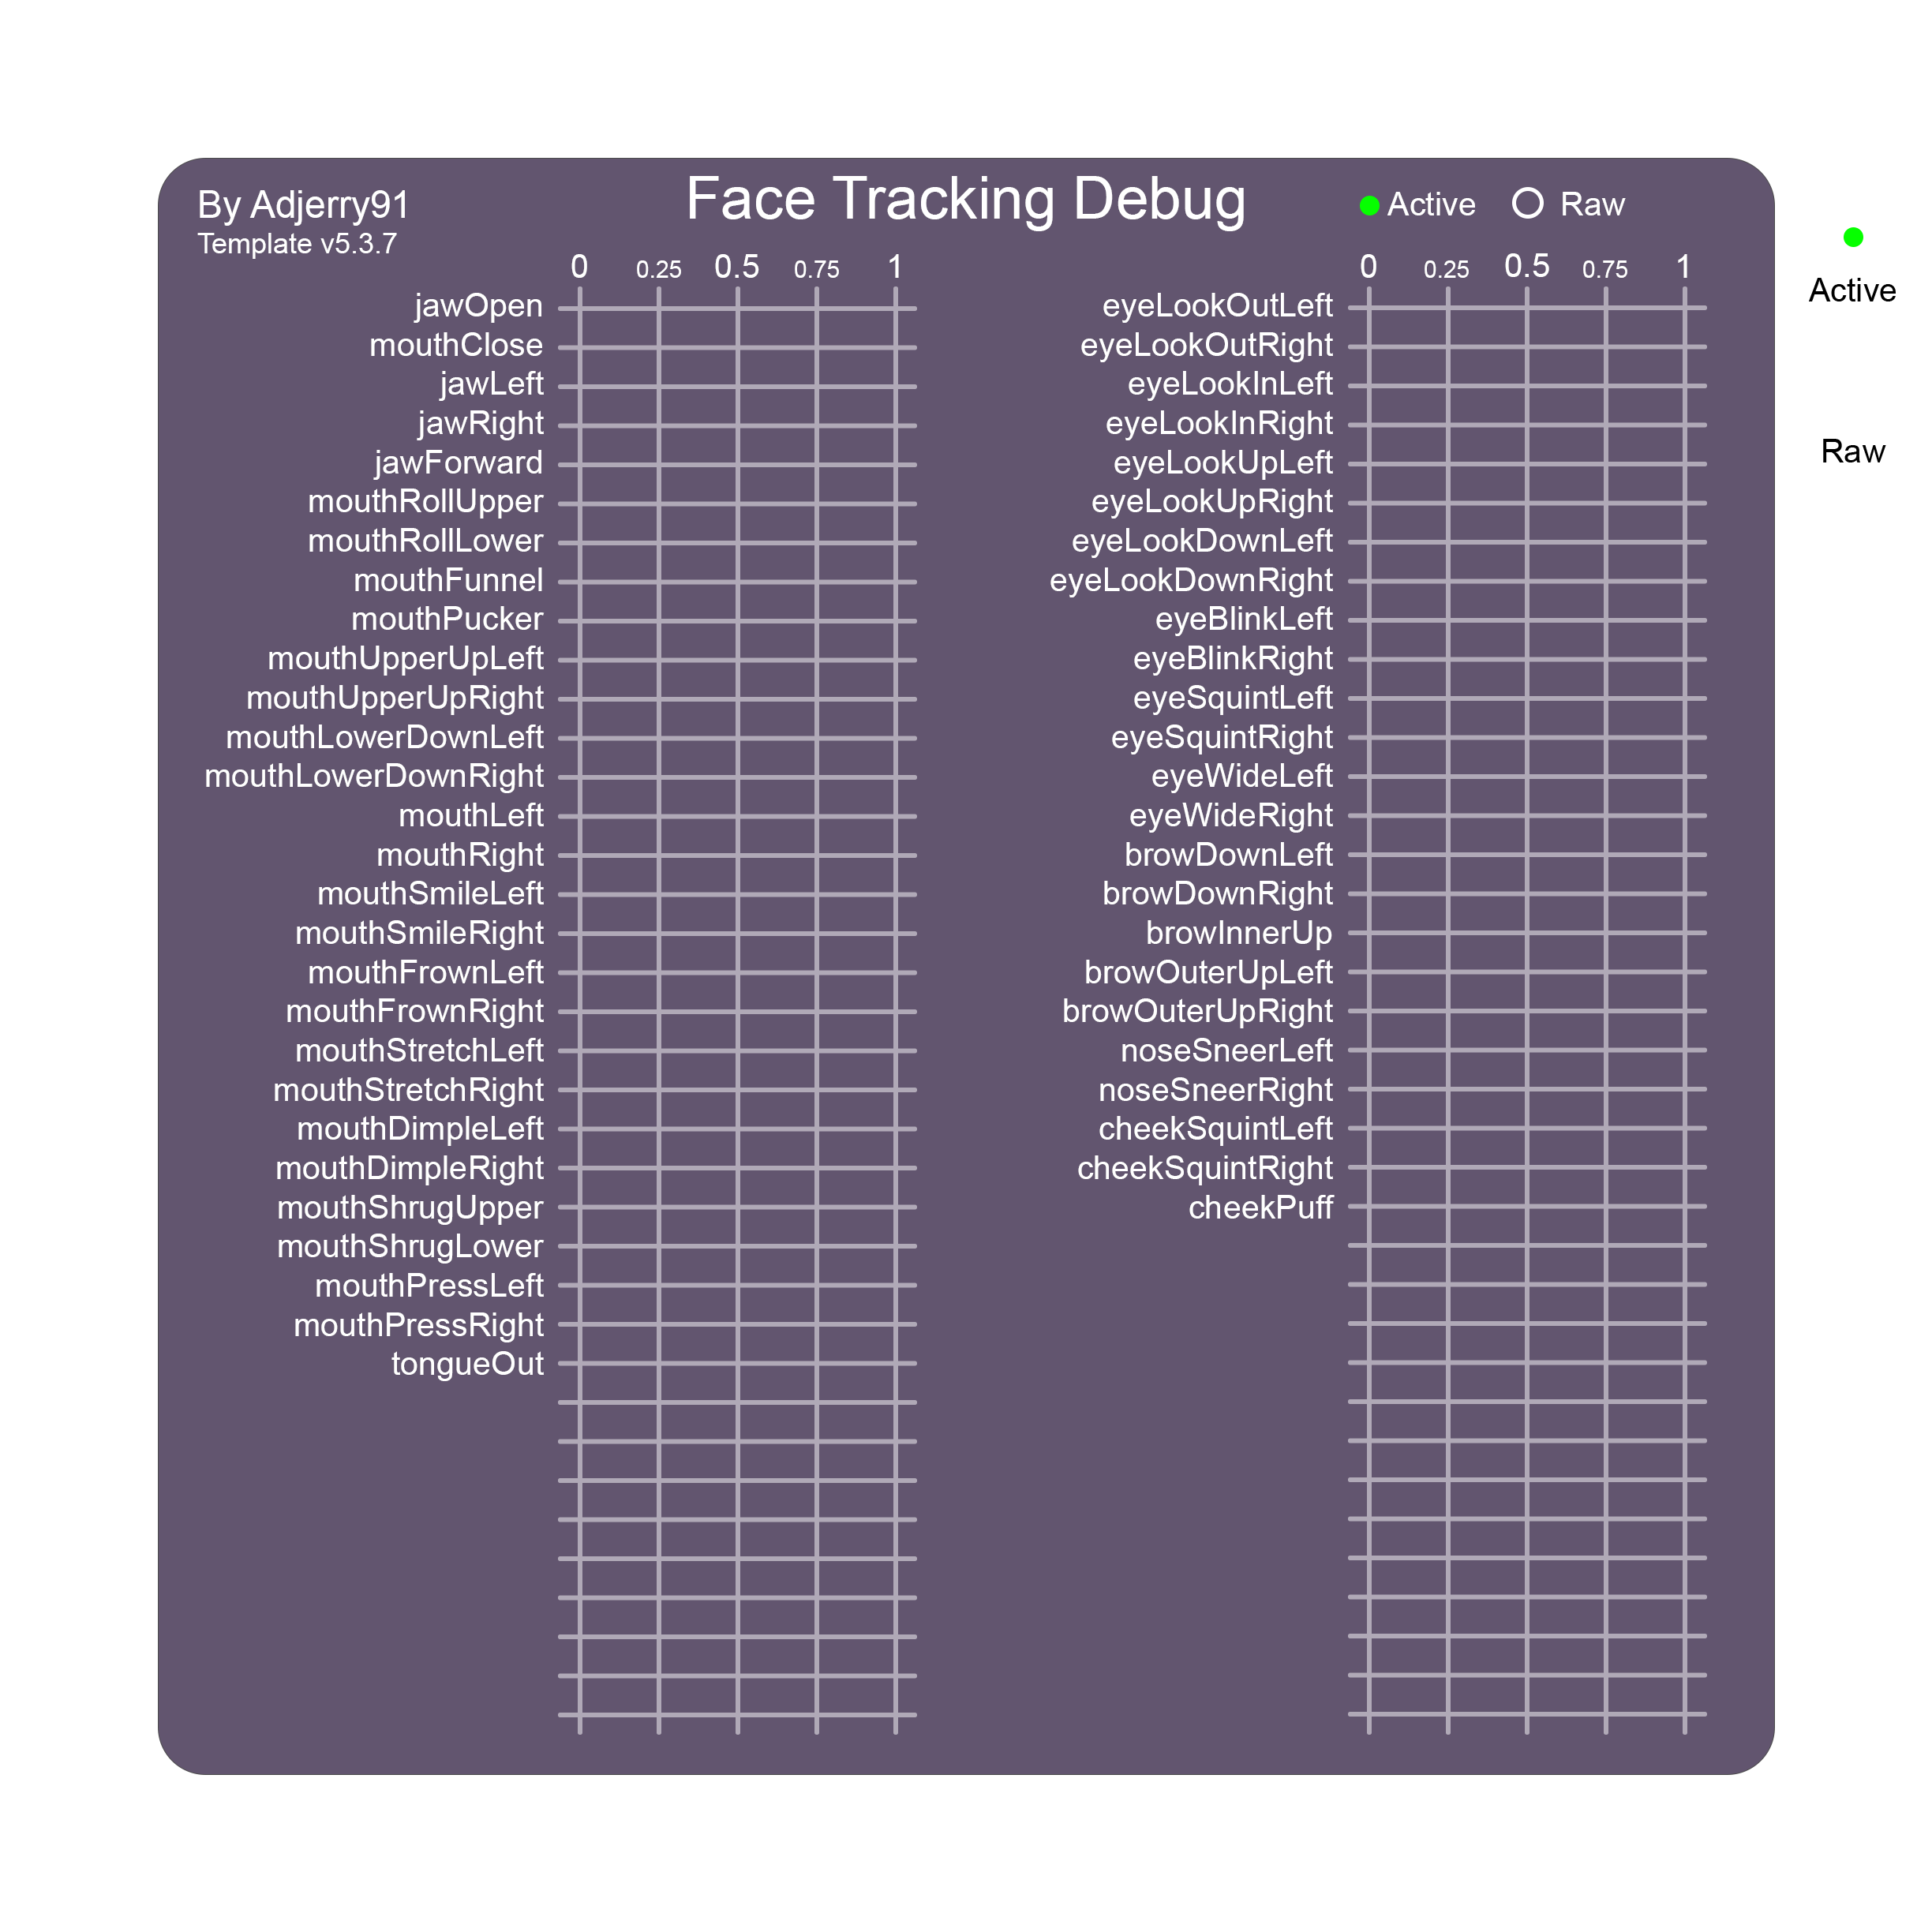 By Adjerry91
Template v5.3.7
Face Tracking Debug
Active
Raw
0 0.25 0.5 0.75 1
jawOpen
mouthClose
jawLeft
jawRight
jawForward
mouthRollUpper
mouthRollLower
mouthFunnel
mouthPucker
mouthUpperUpLeft
mouthUpperUpRight
mouthLowerDownLeft
mouthLowerDownRight
mouthLeft
mouthRight
mouthSmileLeft
mouthSmileRight
mouthFrownLeft
mouthFrownRight
mouthStretchLeft
mouthStretchRight
mouthDimpleLeft
mouthDimpleRight
mouthShrugUpper
mouthShrugLower
mouthPressLeft
mouthPressRight
tongueOut
0 0.25 0.5 0.75 1
eyeLookOutLeft
eyeLookOutRight
eyeLookInLeft
eyeLookInRight
eyeLookUpLeft
eyeLookUpRight
eyeLookDownLeft
eyeLookDownRight
eyeBlinkLeft
eyeBlinkRight
eyeSquintLeft
eyeSquintRight
eyeWideLeft
eyeWideRight
browDownLeft
browDownRight
browInnerUp
browOuterUpLeft
browOuterUpRight
noseSneerLeft
noseSneerRight
cheekSquintLeft
cheekSquintRight
cheekPuff
Active
Raw